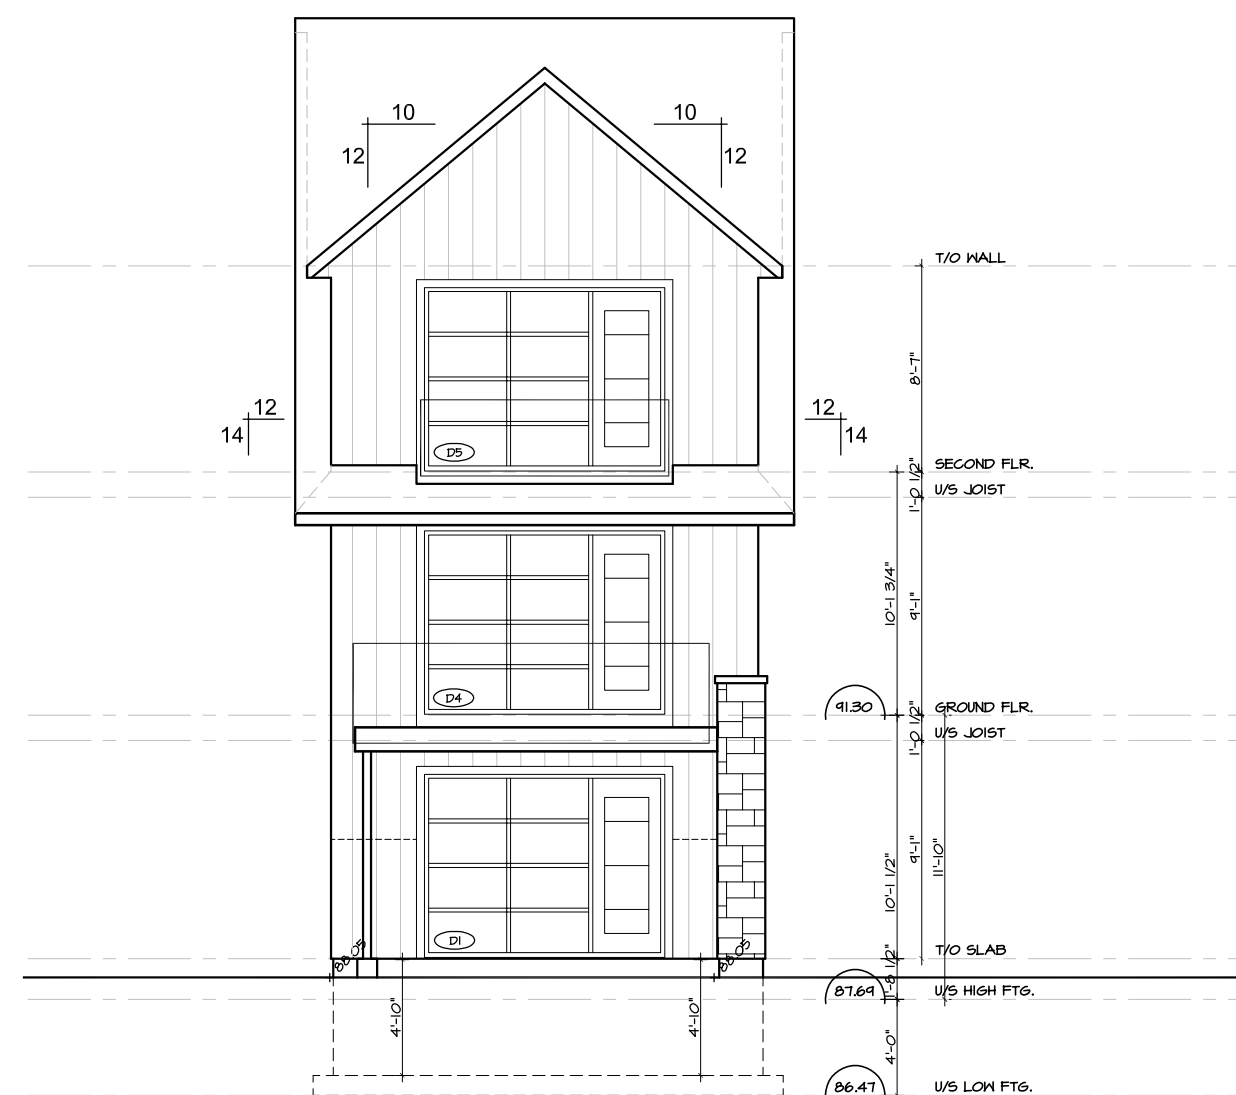 10
10
12
12
T/O WALL
8'-7"
12
12
14
14
D5
SECOND FLR.
1'-0 1/2"
U/S JOIST
10'-1 3/4"
9'-1"
D4
91.30
GROUND FLR.
1'-0 1/2"
U/S JOIST
9'-1"
11'-10"
10'-1 1/2"
D1
88.05
88.05
T/O SLAB
1'-8 1/2"
87.69
U/S HIGH FTG.
4'-10"
4'-10"
4'-0"
86.47
U/S LOW FTG.